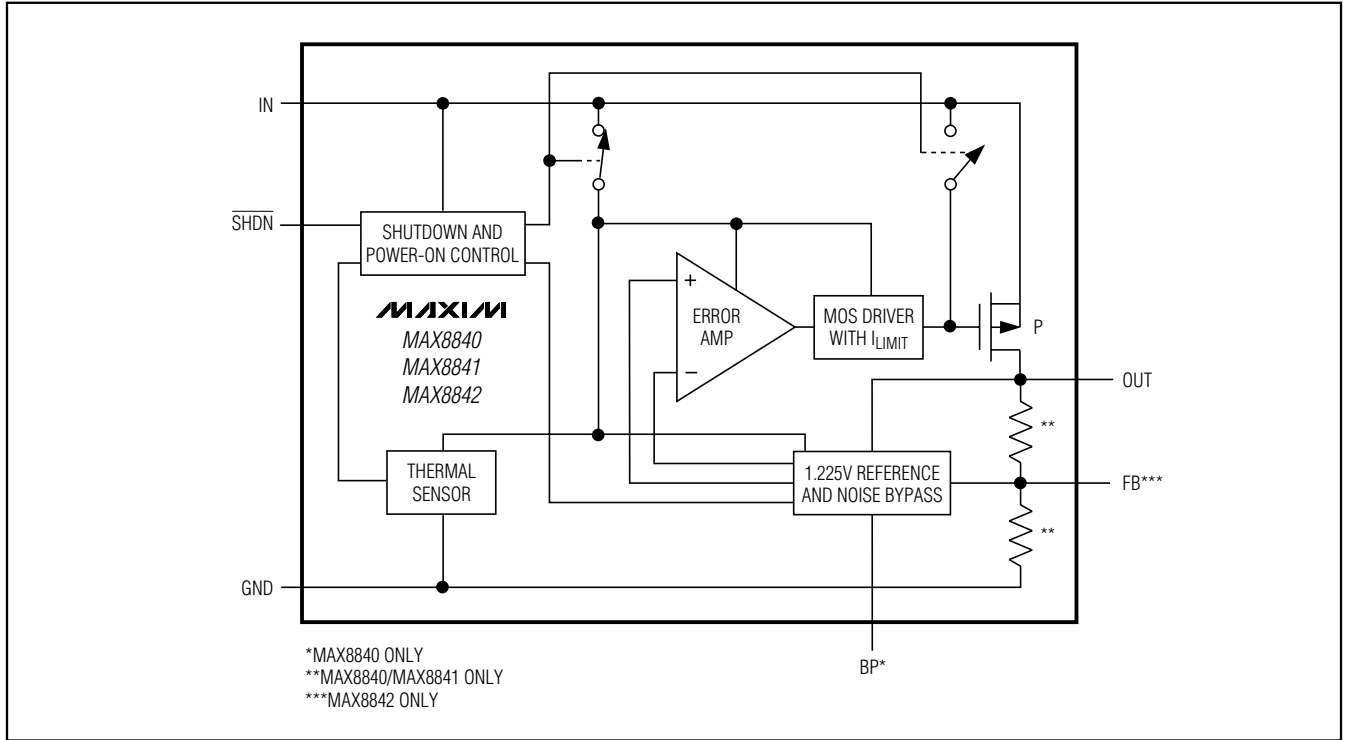 IN
SHDN
SHUTDOWN AND
POWER-ON CONTROL
MAXIM
MAX8840
MAX8841
MAX8842
+
ERROR
AMP
−
MOS DRIVER
WITH ILIMIT
P
OUT
**
THERMAL
SENSOR
1.225V REFERENCE
AND NOISE BYPASS
FB***
**
GND
BP*
*MAX8840 ONLY
**MAX8840/MAX8841 ONLY
***MAX8842 ONLY